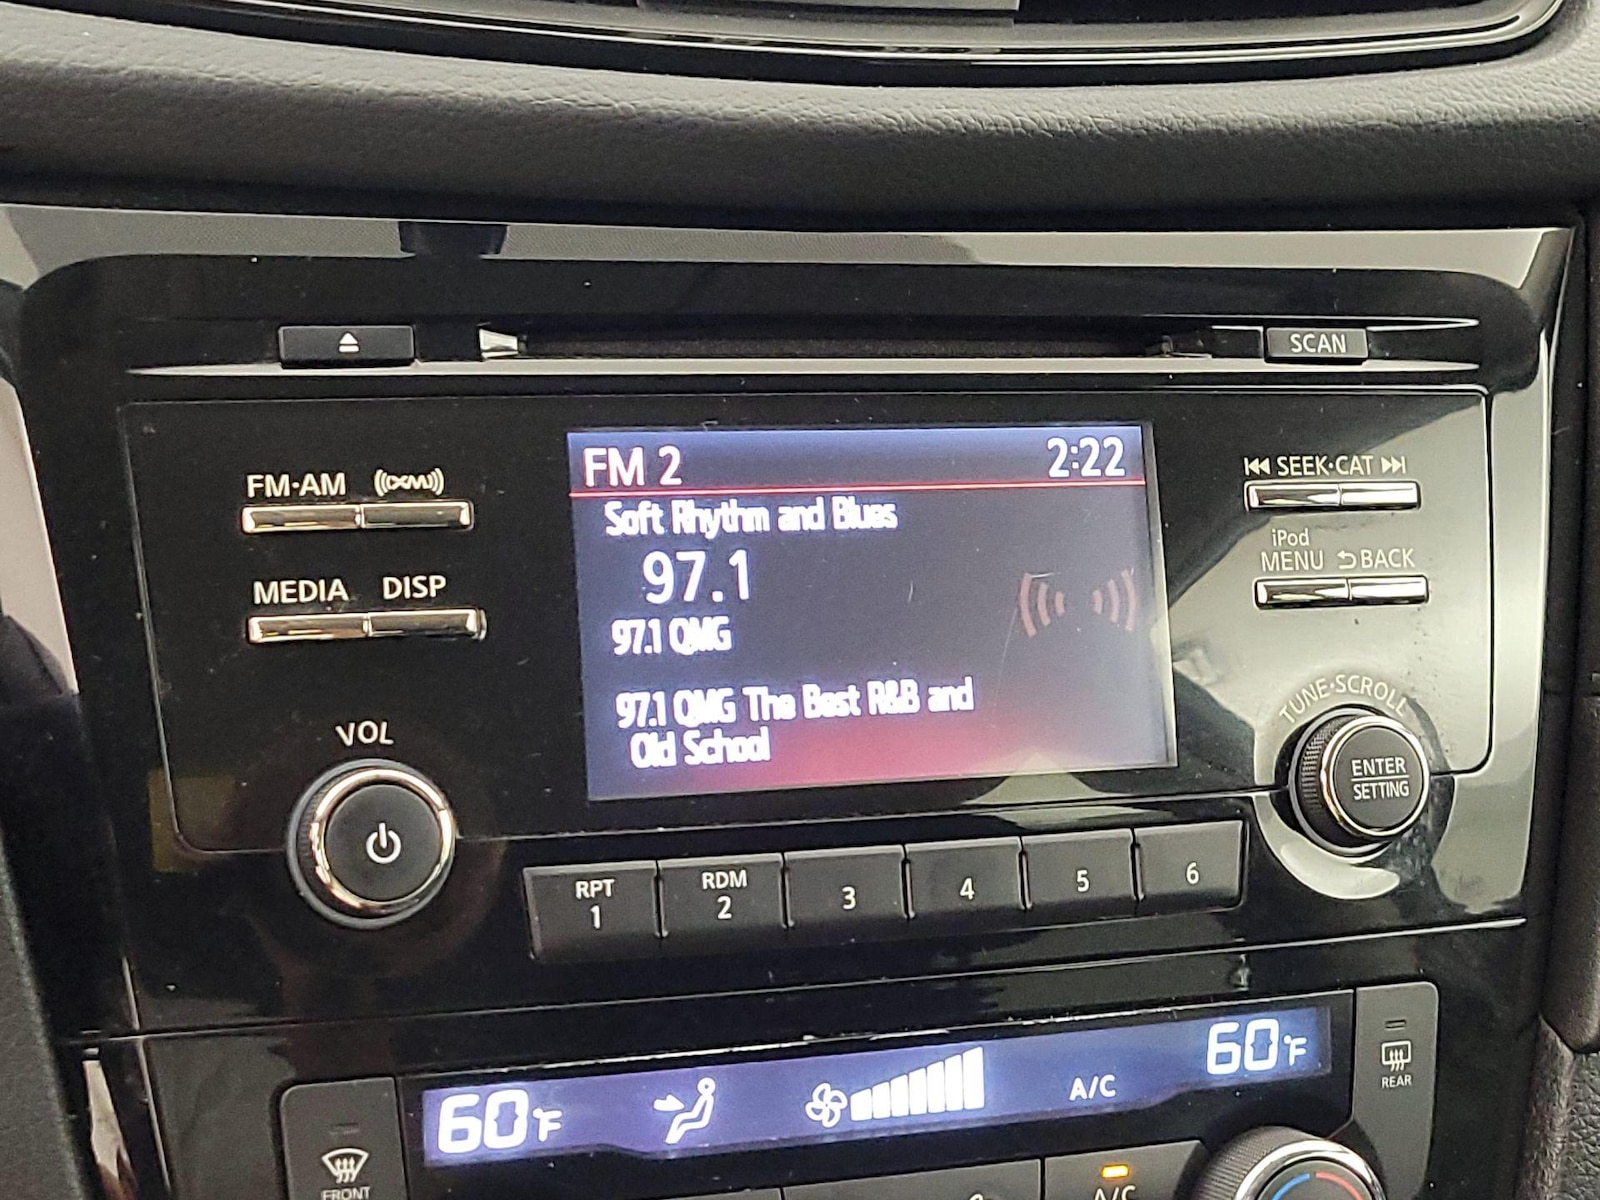 SCAN
FM·AM
((XM))
FM 2
2:22
SEEK·CAT
Soft Rhythm and Blues
97.1
97.1 QMG
97.1 QMG The Best R&B and
Old School
iPod
MENU
BACK
MEDIA
DISP
VOL
TUNE·SCROLL
ENTER
SETTING
RPT
1
RDM
2
3
4
5
6
60°F
A/C
60°F
REAR
FRONT
A/C